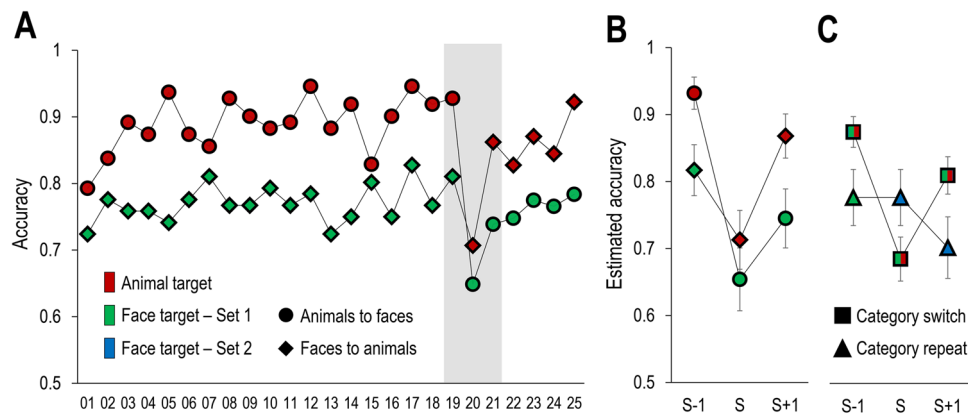 A
B
C
Accuracy
1
0.9
0.8
0.7
0.6
0.5
Animal target
Face target – Set 1
Face target – Set 2
Animals to faces
Faces to animals
01 02 03 04 05 06 07 08 09 10 11 12 13 14 15 16 17 18 19 20 21 22 23 24 25
Estimated accuracy
1
0.9
0.8
0.7
0.6
0.5
S-1 S S+1
Category switch
Category repeat
S-1 S S+1